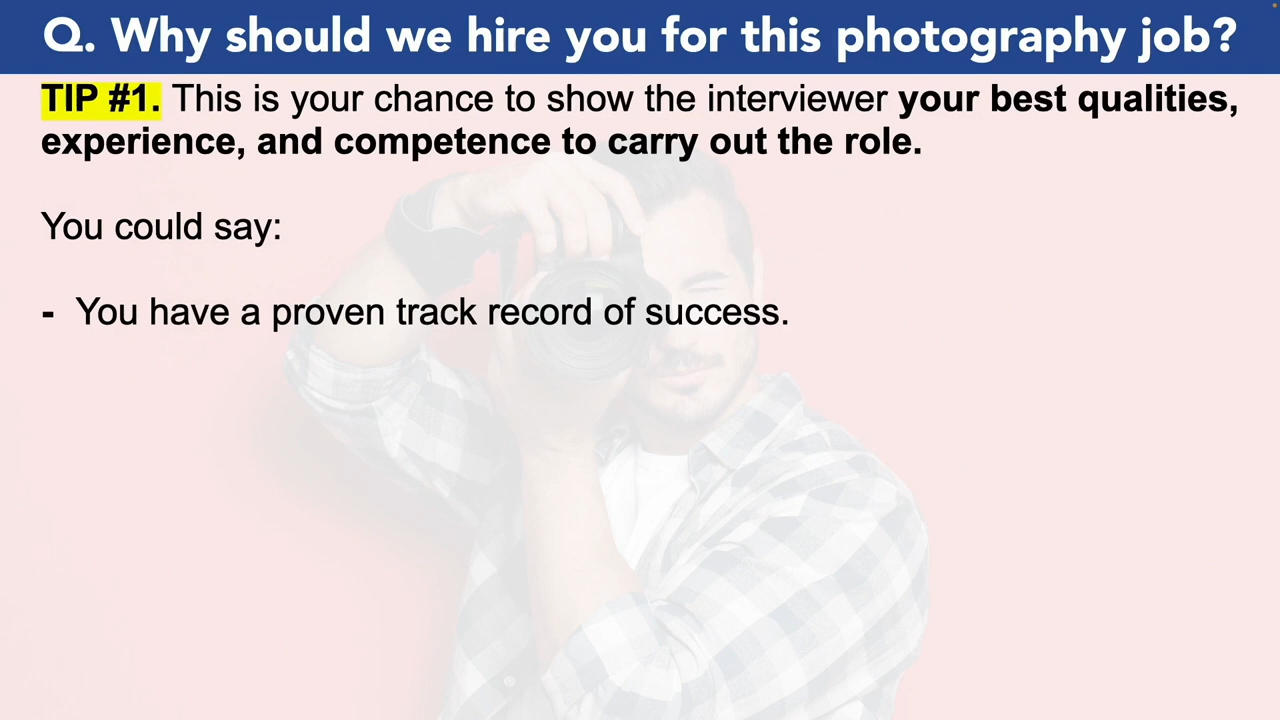 Q. Why should we hire you for this photography job?
TIP #1. This is your chance to show the interviewer your best qualities,
experience, and competence to carry out the role.
You could say:
- You have a proven track record of success.